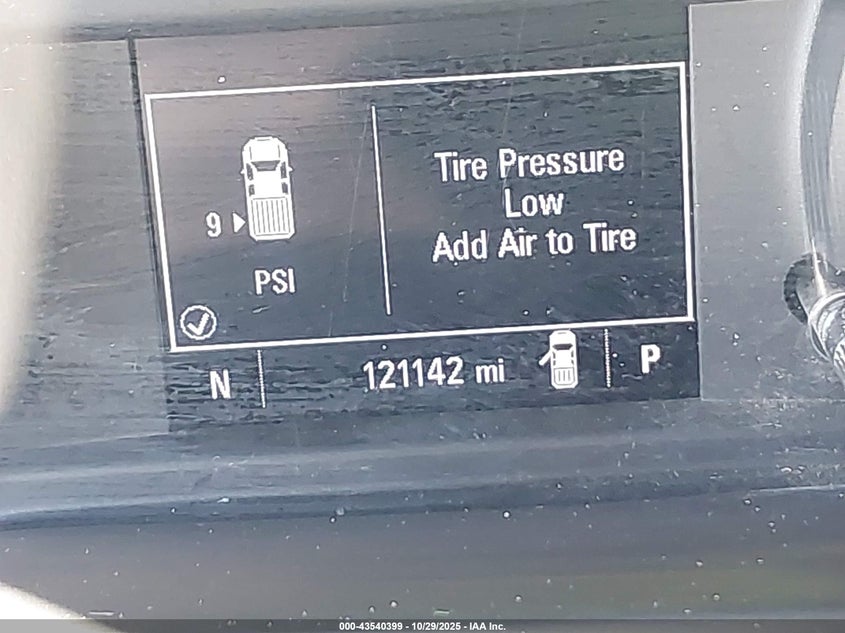 Tire Pressure
Low
Add Air to Tire
9
PSI
N
121142 mi
P
000-43540399 - 10/29/2025 - IAA Inc.